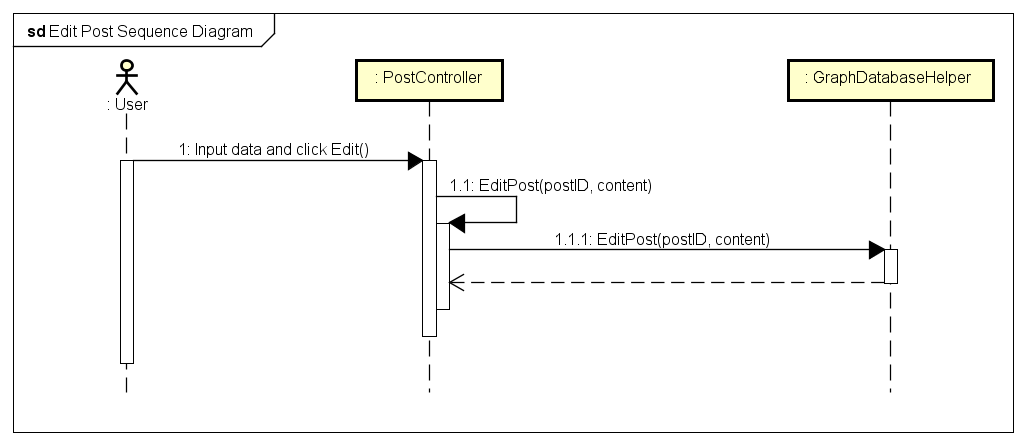 sd Edit Post Sequence Diagram
: User
: PostController
: GraphDatabaseHelper
1: Input data and click Edit()
1.1: EditPost(postID, content)
1.1.1: EditPost(postID, content)